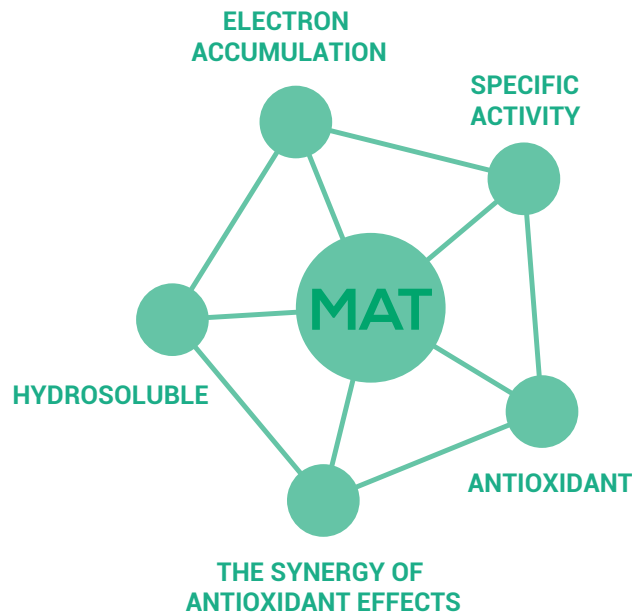 ELECTRON
ACCUMULATION
SPECIFIC
ACTIVITY
MAT
HYDROSOLUBLE
ANTIOXIDANT
THE SYNERGY OF
ANTIOXIDANT EFFECTS